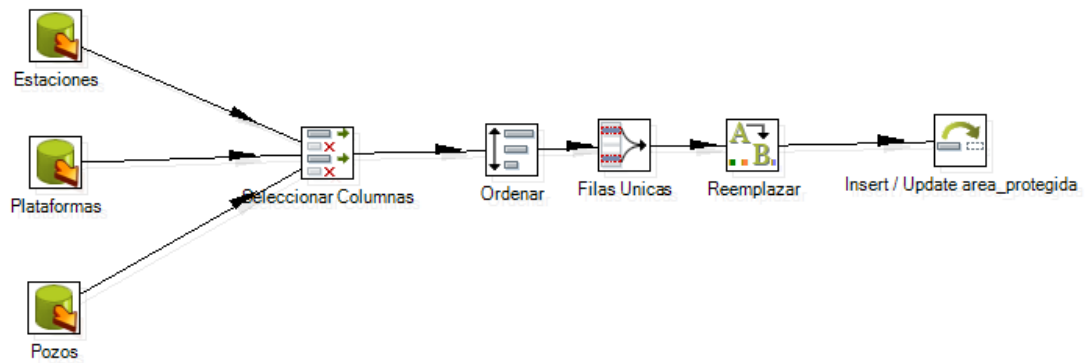 Estaciones
Plataformas
Seleccionar Columnas
Ordenar
Filas Unicas
A
B
Reemplazar
Insert / Update area_protegida
Pozos